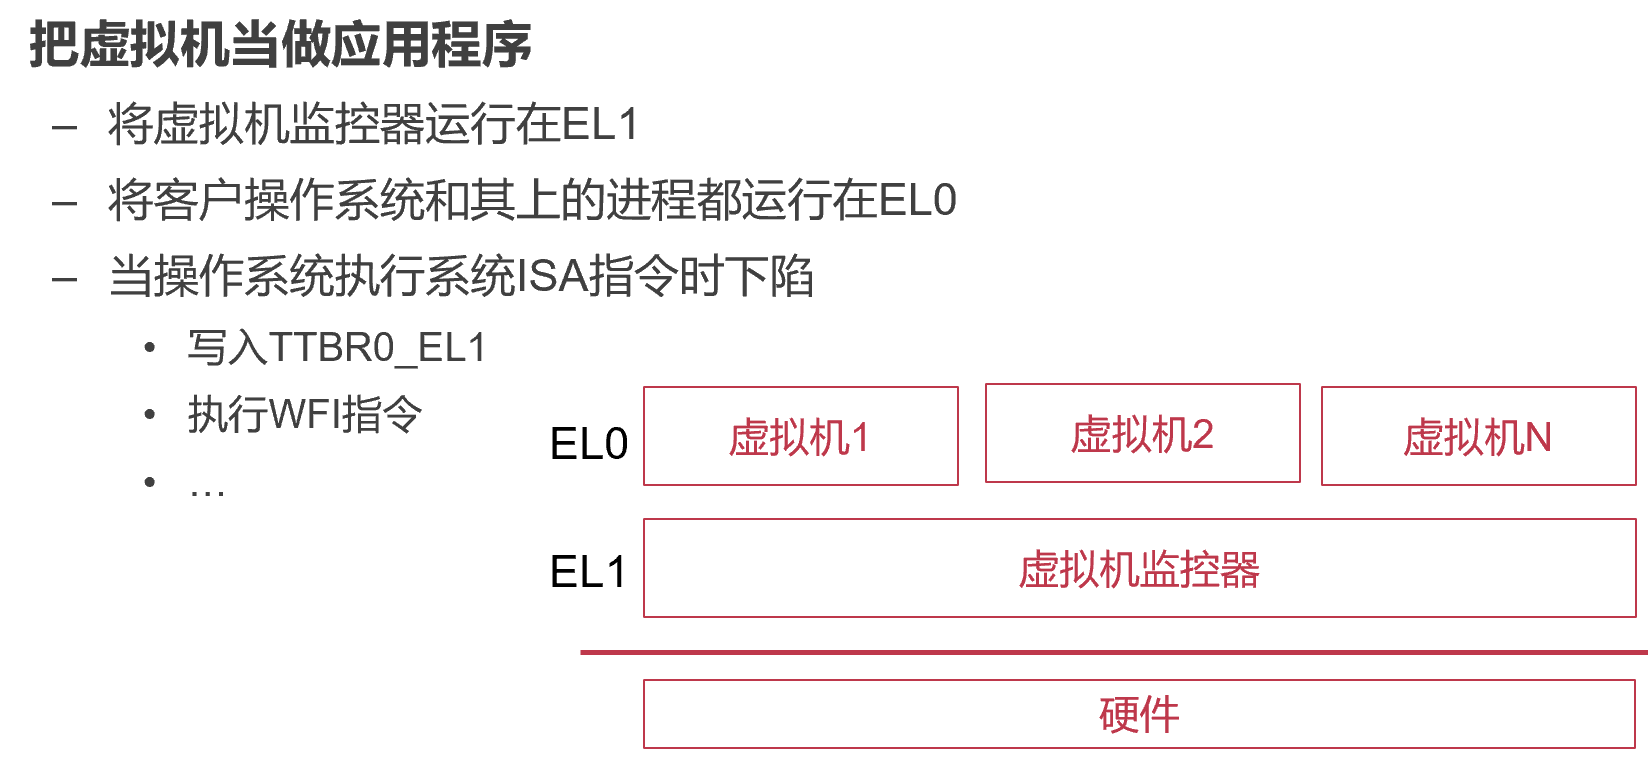 把虚拟机当做应用程序
– 将虚拟机监控器运行在EL1
– 将客户操作系统和其上的进程都运行在EL0
– 当操作系统执行系统ISA指令时下陷
• 写入TTBR0_EL1
• 执行WFI指令
• …
EL0 虚拟机1 虚拟机2 虚拟机N
EL1 虚拟机监控器
硬件